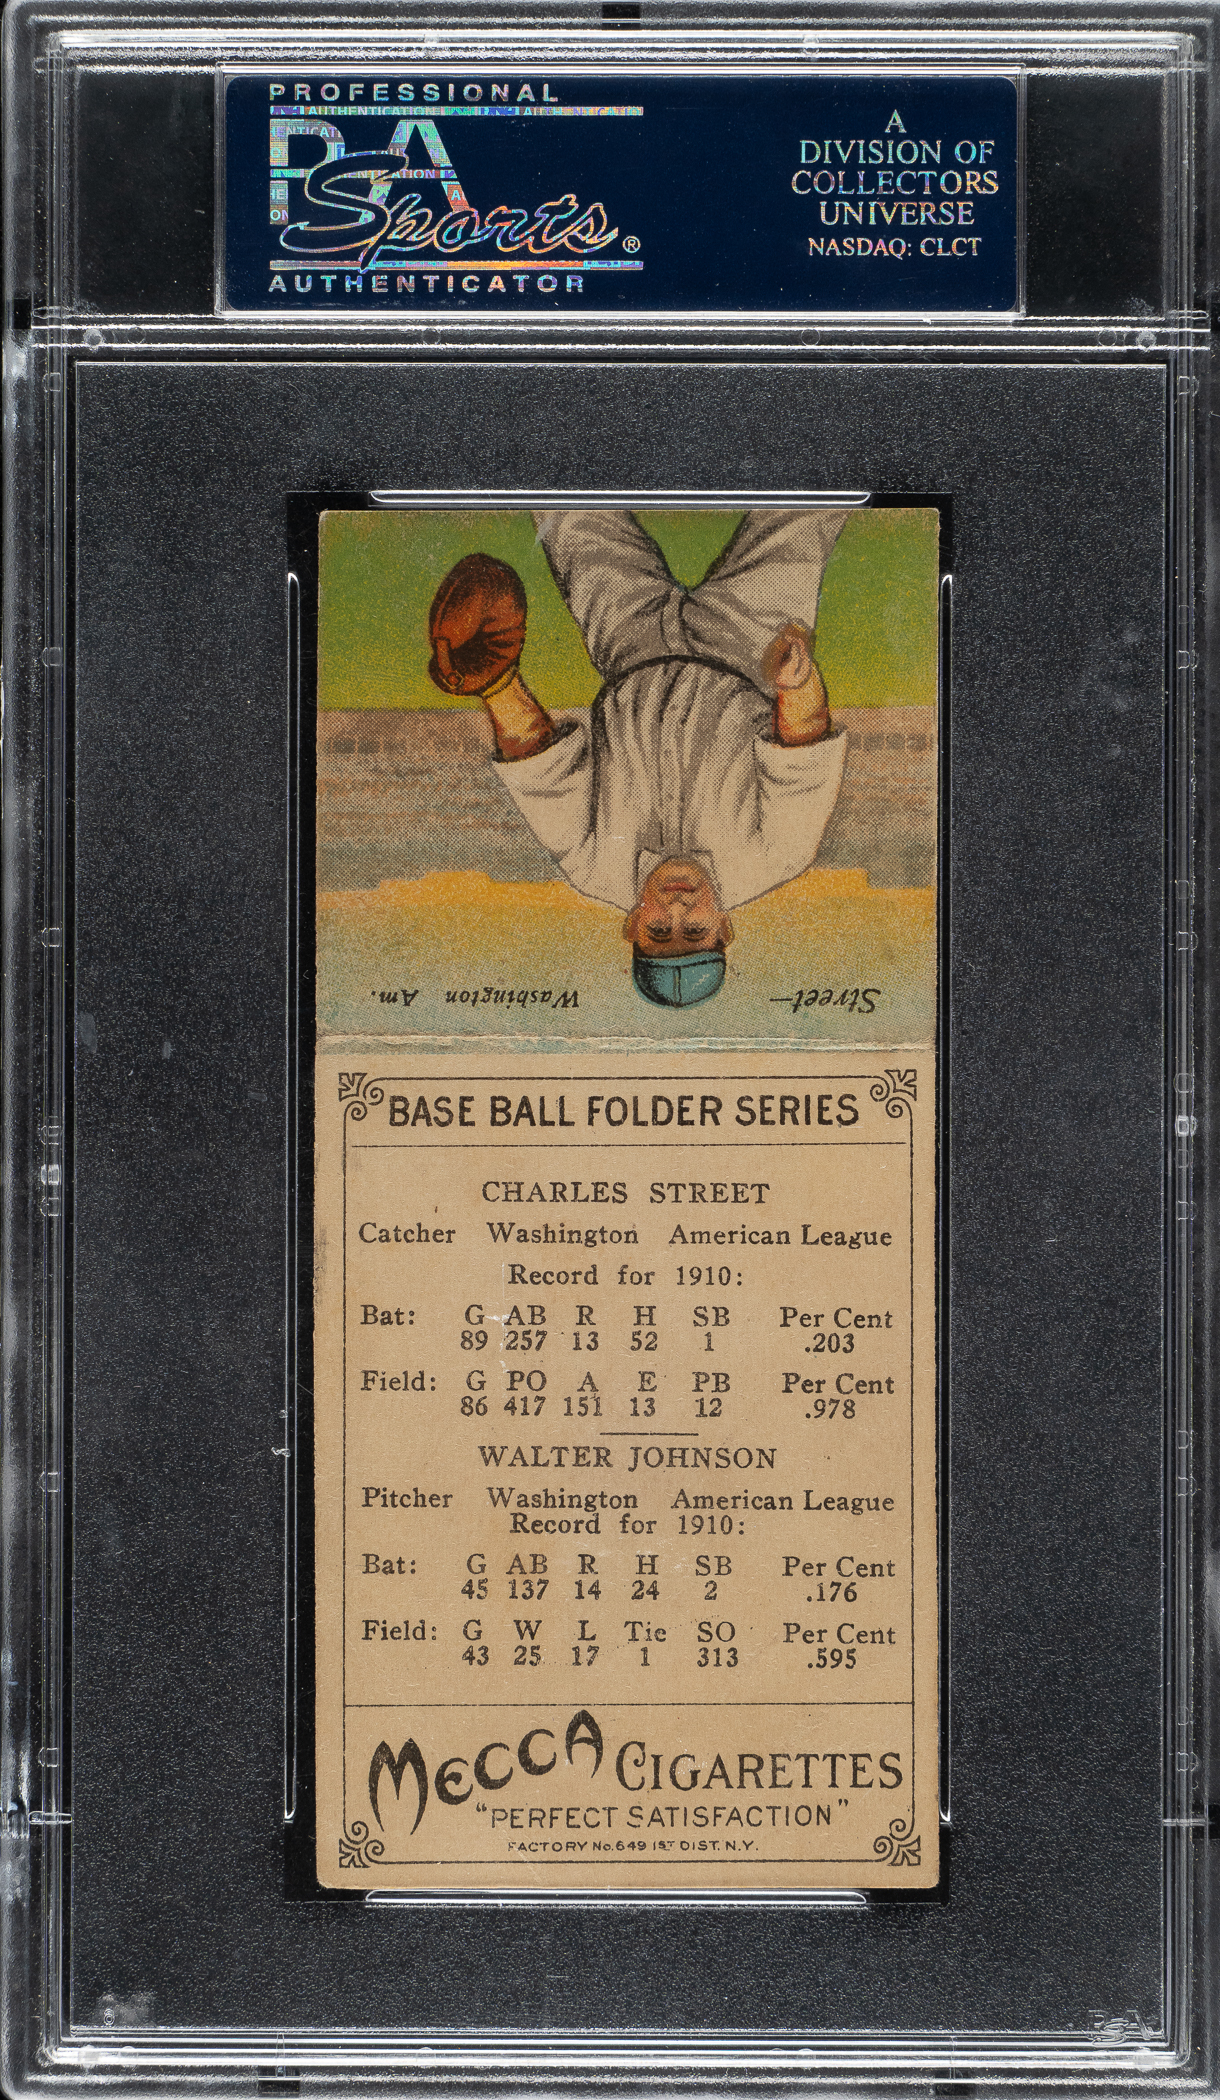 PROFESSIONAL
PSA
Sports®
AUTHENTICATOR
A
DIVISION OF
COLLECTORS
UNIVERSE
NASDAQ: CLCT
Street— Washington Am.
BASE BALL FOLDER SERIES
CHARLES STREET
Catcher Washington American League
Record for 1910:
Bat: G AB R H SB Per Cent
89 257 13 52 1 .203
Field: G PO A E PB Per Cent
86 417 151 13 12 .978
WALTER JOHNSON
Pitcher Washington American League
Record for 1910:
Bat: G AB R H SB Per Cent
45 137 14 24 2 .176
Field: G W L Tie SO Per Cent
43 25 17 1 313 .595
MECCA CIGARETTES
"PERFECT SATISFACTION"
FACTORY No. 649 1ST DIST. N.Y.